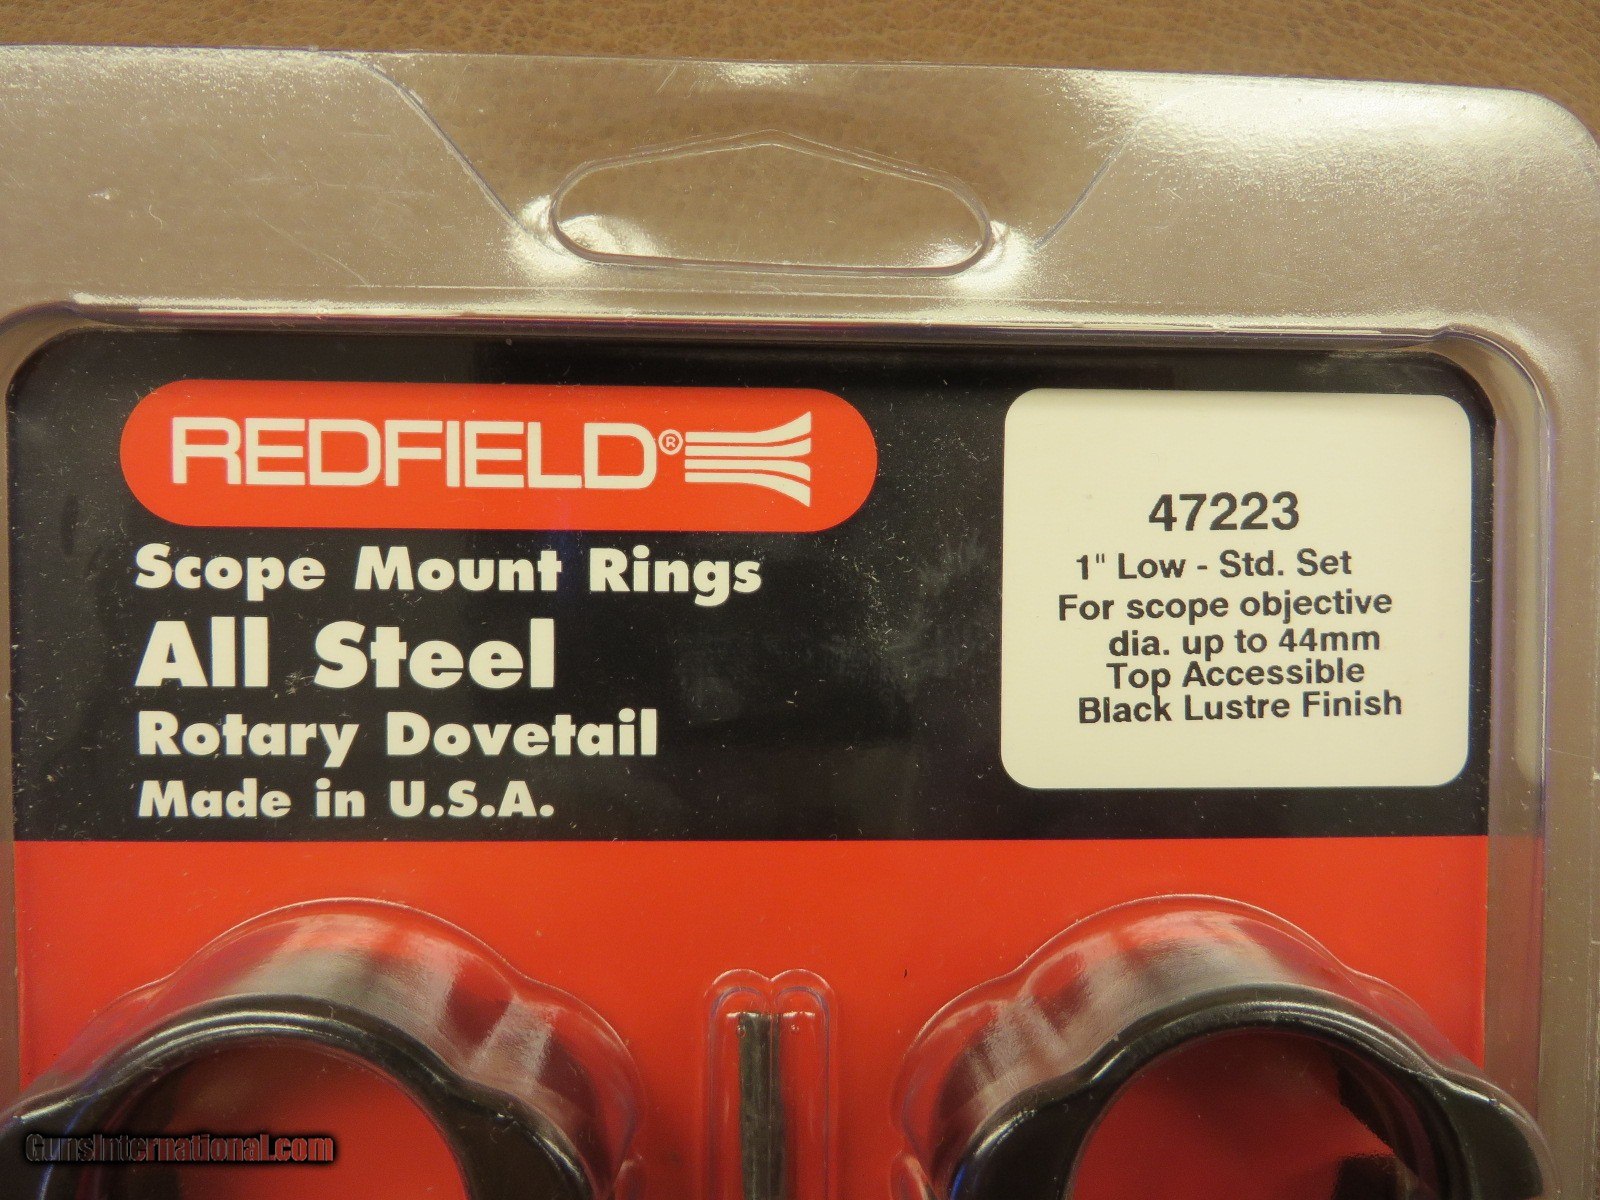 REDFIELD®
Scope Mount Rings
All Steel
Rotary Dovetail
Made in U.S.A.
47223
1" Low - Std. Set
For scope objective
dia. up to 44mm
Top Accessible
Black Lustre Finish
GunsInternational.com